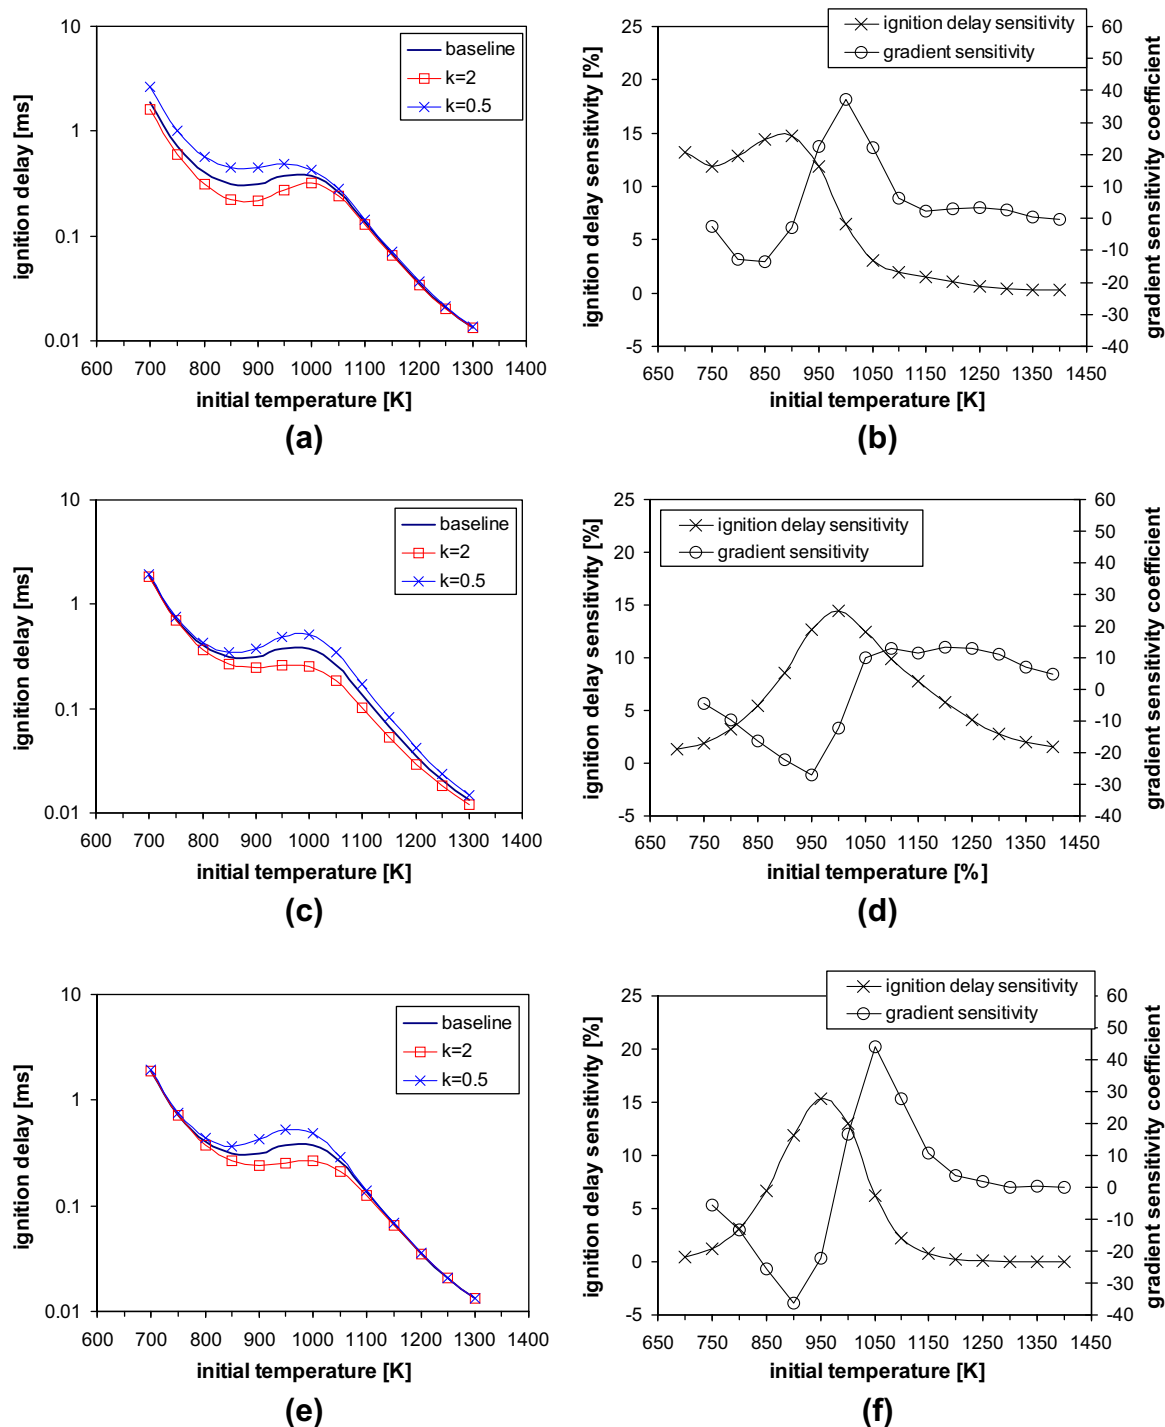 10
1
0.1
0.01
ignition delay [ms]
600 700 800 900 1000 1100 1200 1300 1400
initial temperature [K]
baseline
k=2
k=0.5
(a)
25
20
15
10
5
0
-5
ignition delay sensitivity [%]
ignition delay sensitivity
gradient sensitivity
60
50
40
30
20
10
0
-10
-20
-30
-40
gradient sensitivity coefficient
650 750 850 950 1050 1150 1250 1350 1450
initial temperature [K]
(b)
10
1
0.1
0.01
ignition delay [ms]
baseline
k=2
k=0.5
600 700 800 900 1000 1100 1200 1300 1400
initial temperature [K]
(c)
25
20
15
10
5
0
-5
ignition delay sensitivity [%]
ignition delay sensitivity
gradient sensitivity
60
50
40
30
20
10
0
-10
-20
-30
-40
gradient sensitivity coefficient
650 750 850 950 1050 1150 1250 1350 1450
initial temperature [%]
(d)
10
1
0.1
0.01
ignition delay [ms]
baseline
k=2
k=0.5
600 700 800 900 1000 1100 1200 1300 1400
initial temperature [K]
(e)
25
20
15
10
5
0
-5
ignition delay sensitivity [%]
ignition delay sensitivity
gradient sensitivity
60
50
40
30
20
10
0
-10
-20
-30
-40
gradient sensitivity coefficient
650 750 850 950 1050 1150 1250 1350 1450
initial temperature [K]
(f)